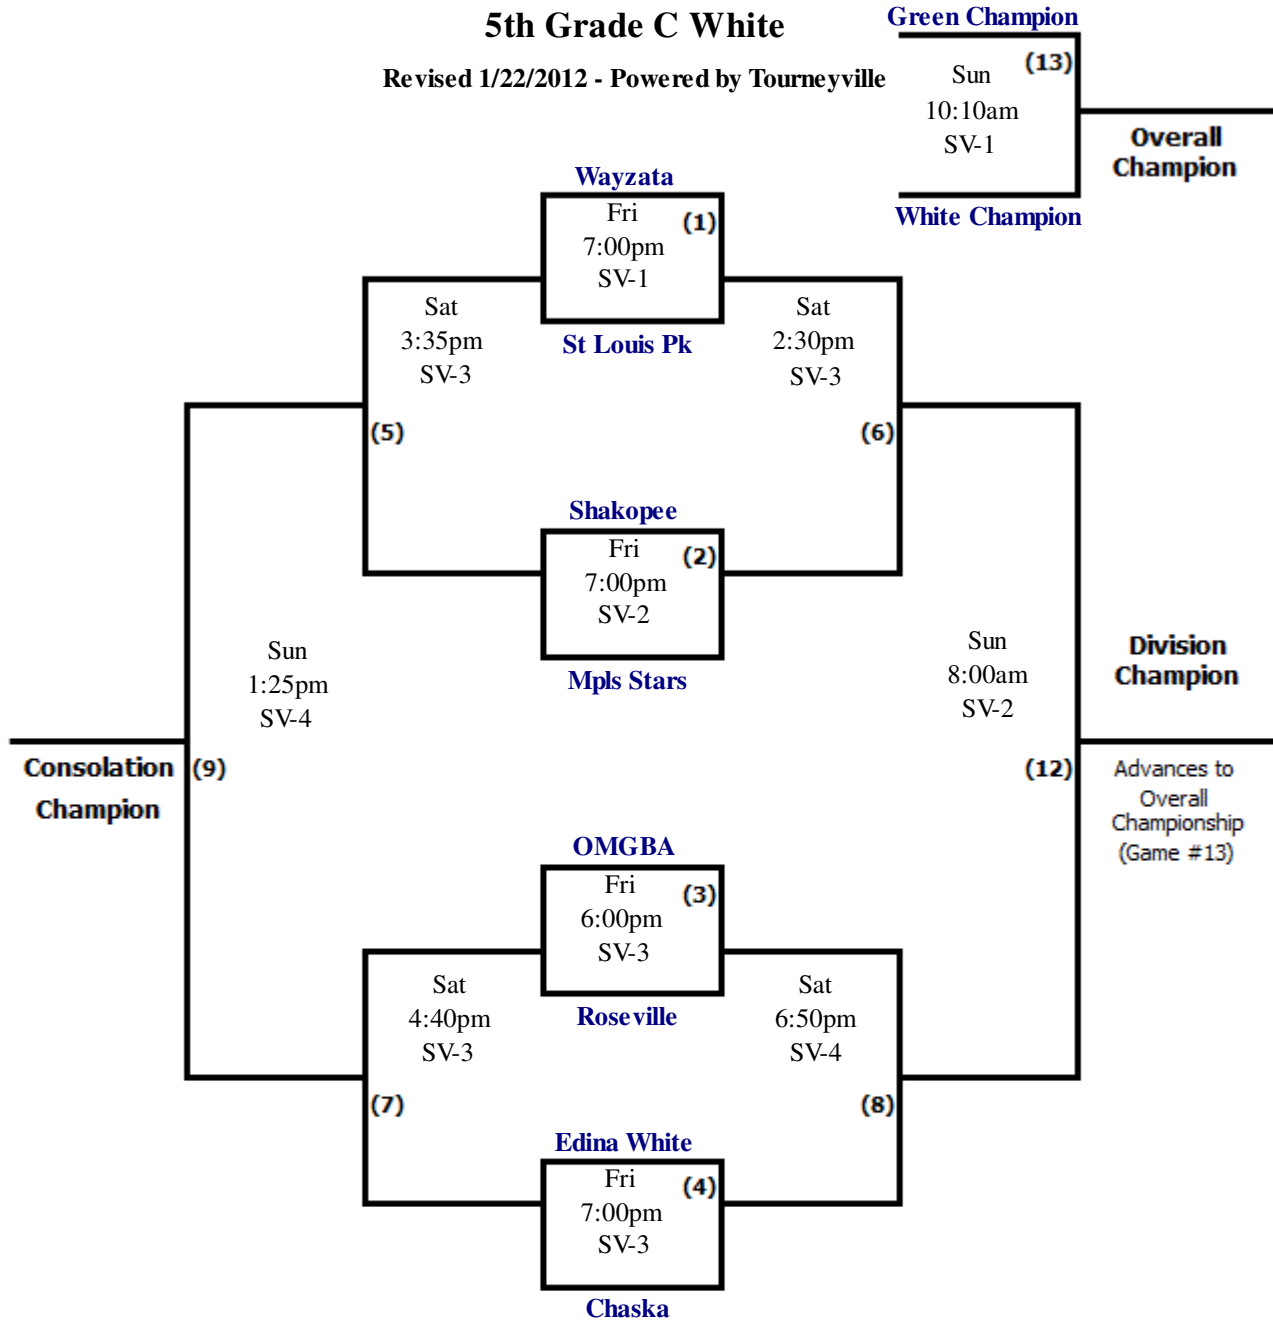 5th Grade C White
Revised 1/22/2012 - Powered by Tourneyville
Green Champion
(13)
Sun
10:10am
SV-1
Overall
Champion
White Champion
Wayzata
Fri
(1)
7:00pm
SV-1
St Louis Pk
Sat
3:35pm
SV-3
(5)
Sat
2:30pm
SV-3
(6)
Shakopee
Fri
(2)
7:00pm
SV-2
Mpls Stars
Sun
1:25pm
SV-4
Consolation
(9)
Champion
Sun
8:00am
SV-2
(12)
Division
Champion
Advances to
Overall
Championship
(Game #13)
OMGBA
Fri
(3)
6:00pm
SV-3
Roseville
Sat
4:40pm
SV-3
(7)
Sat
6:50pm
SV-4
(8)
Edina White
Fri
(4)
7:00pm
SV-3
Chaska